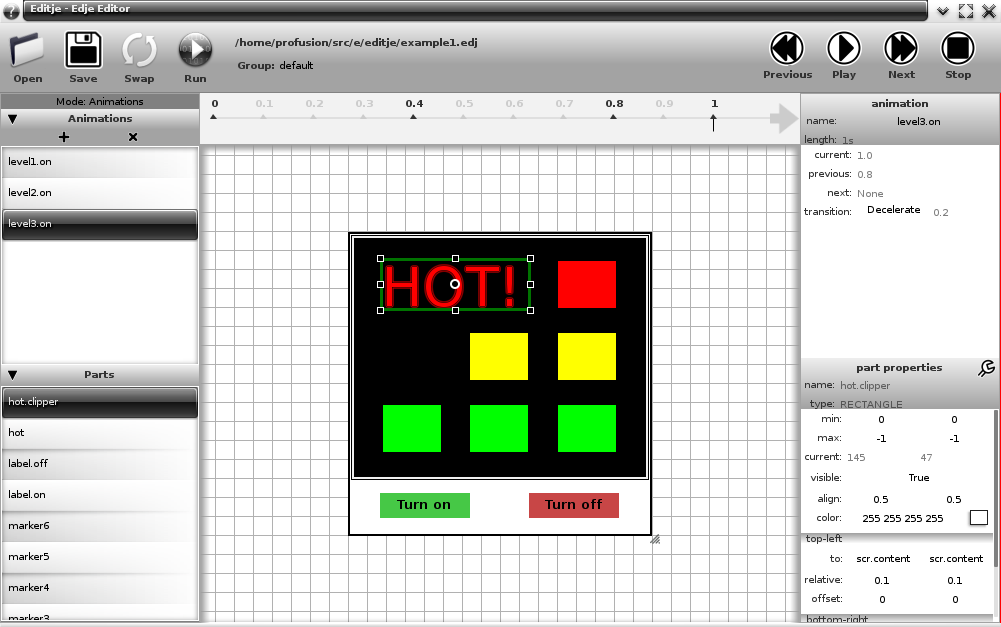 Editje - Edje Editor
Open Save Swap Run
/home/profusion/src/e/editje/example1.edj
Group: default
Previous Play Next Stop
Mode: Animations
Animations
level1.on
level2.on
level3.on
Parts
hot.clipper
hot
label.off
label.on
marker6
marker5
marker4
marker3
0 0.1 0.2 0.3 0.4 0.5 0.6 0.7 0.8 0.9 1
HOT!
Turn on Turn off
animation
name: level3.on
length: 1s
current: 1.0
previous: 0.8
next: None
transition: Decelerate 0.2
part properties
name: hot.clipper
type: RECTANGLE
min: 0 0
max: -1 -1
current: 145 47
visible: True
align: 0.5 0.5
color: 255 255 255 255
top-left
to: scr.content scr.content
relative: 0.1 0.1
offset: 0 0
bottom-right